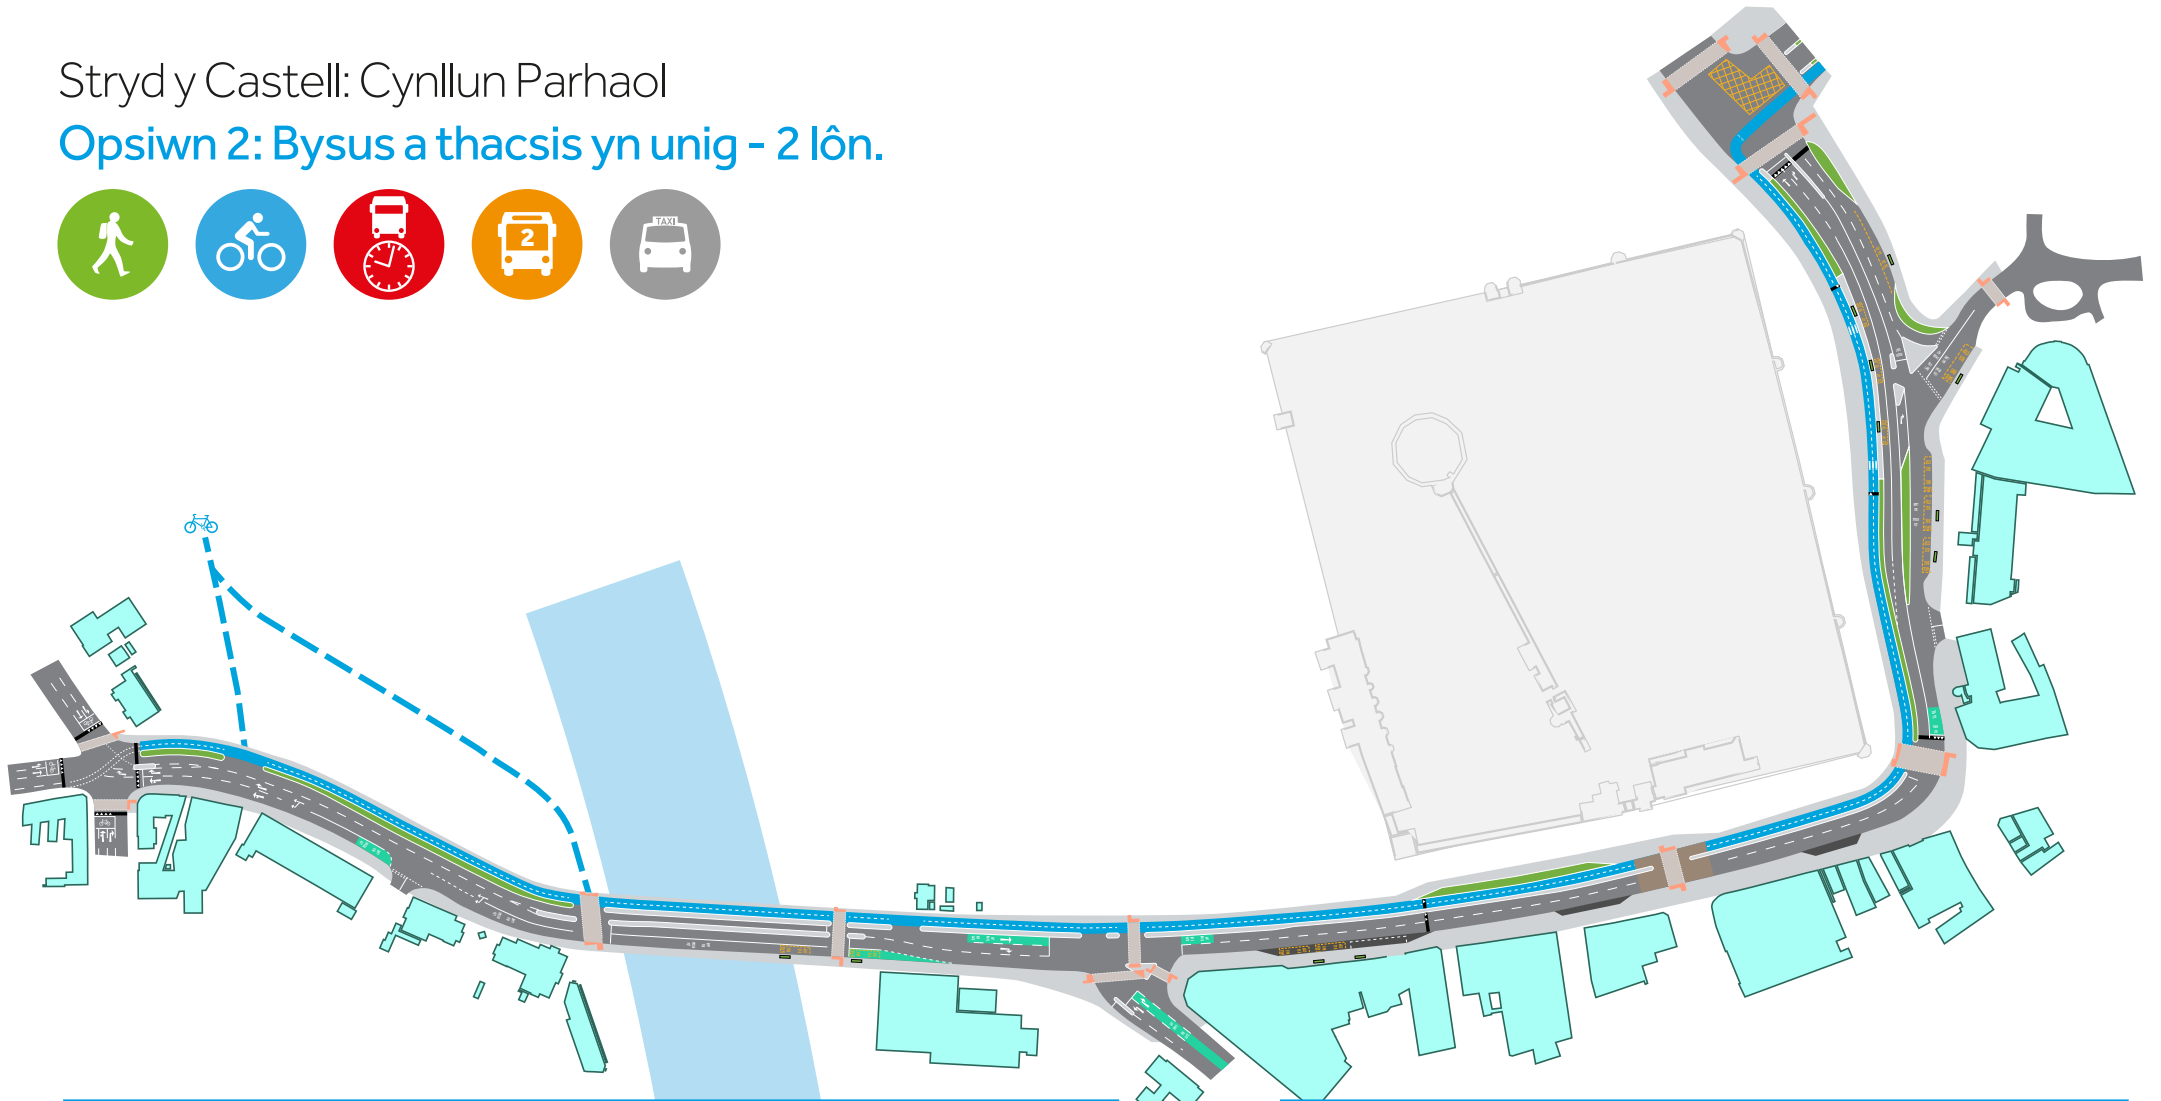 Stryd y Castell: Cynllun Parhaol
Opsiwn 2: Bysus a thacsis yn unig - 2 lôn.
2
TAXI